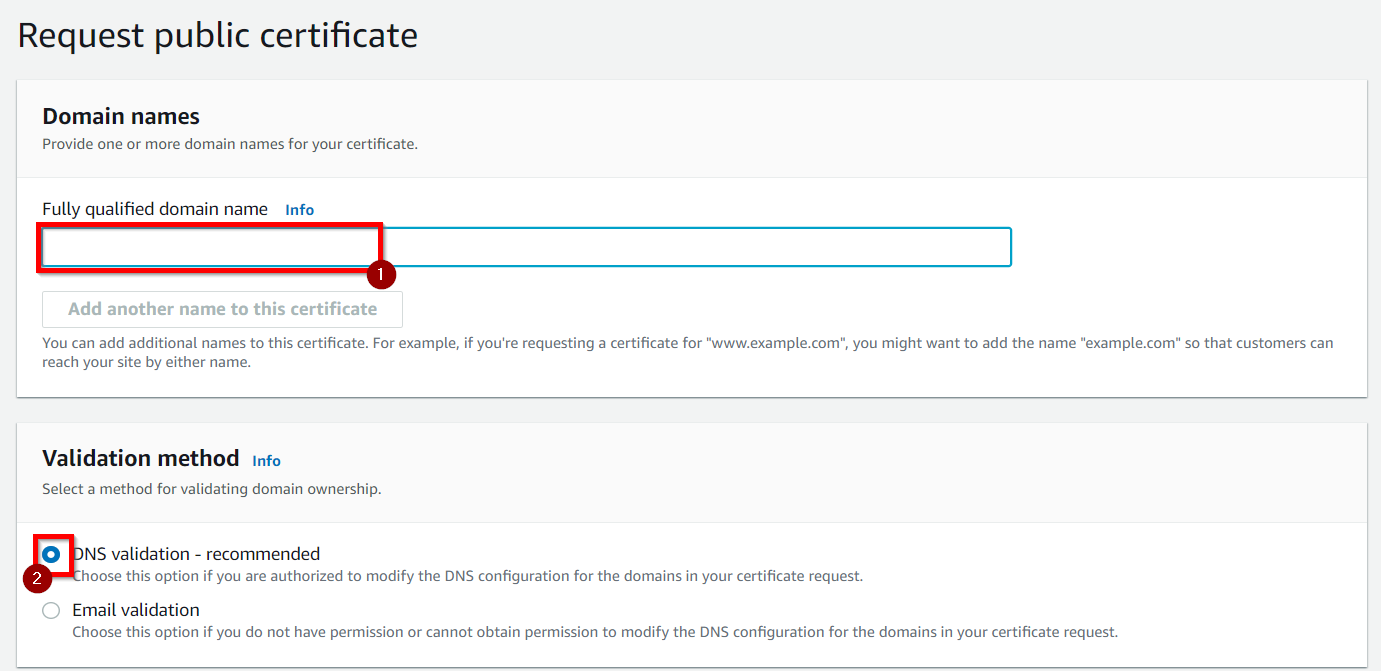 Request public certificate
Domain names
Provide one or more domain names for your certificate.
Fully qualified domain name Info
1
Add another name to this certificate
You can add additional names to this certificate. For example, if you're requesting a certificate for "www.example.com", you might want to add the name "example.com" so that customers can
reach your site by either name.
Validation method Info
Select a method for validating domain ownership.
DNS validation - recommended
2
Choose this option if you are authorized to modify the DNS configuration for the domains in your certificate request.
Email validation
Choose this option if you do not have permission or cannot obtain permission to modify the DNS configuration for the domains in your certificate request.